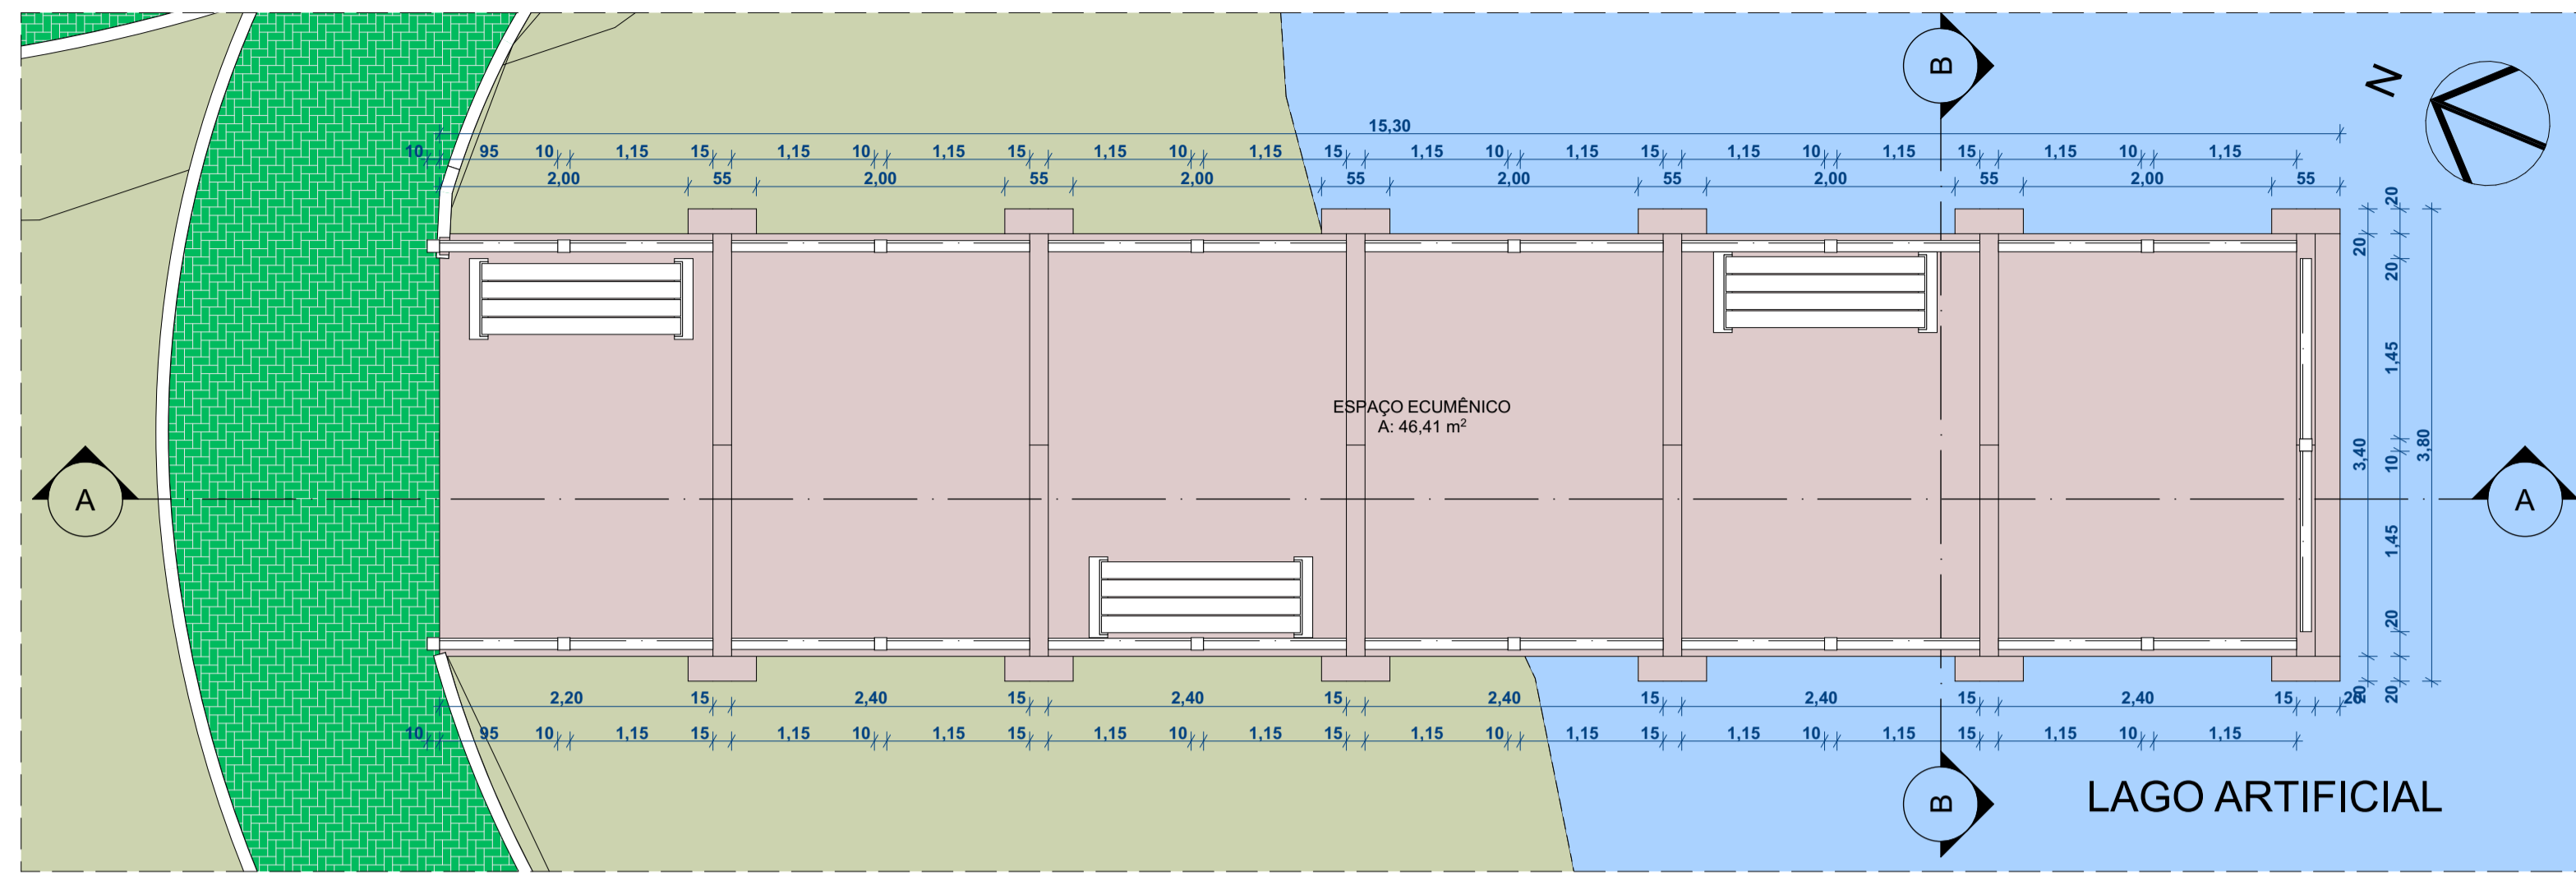 B
N
15,30
10 95 10 1,15 15 1,15 10 1,15 15 1,15 10 1,15 15 1,15 10 1,15 15 1,15 10 1,15 15 1,15 10 1,15
2,00 55 2,00 55 2,00 55 2,00 55 2,00 55 2,00 55
20
20
20
1,45
3,40
10
3,80
1,45
20
20
20
ESPAÇO ECUMÊNICO
A: 46,41 m²
A
A
2,20 15 2,40 15 2,40 15 2,40 15 2,40 15 2,40 15 20
10 95 10 1,15 15 1,15 10 1,15 15 1,15 10 1,15 15 1,15 10 1,15 15 1,15 10 1,15 15 1,15 10 1,15
B
LAGO ARTIFICIAL